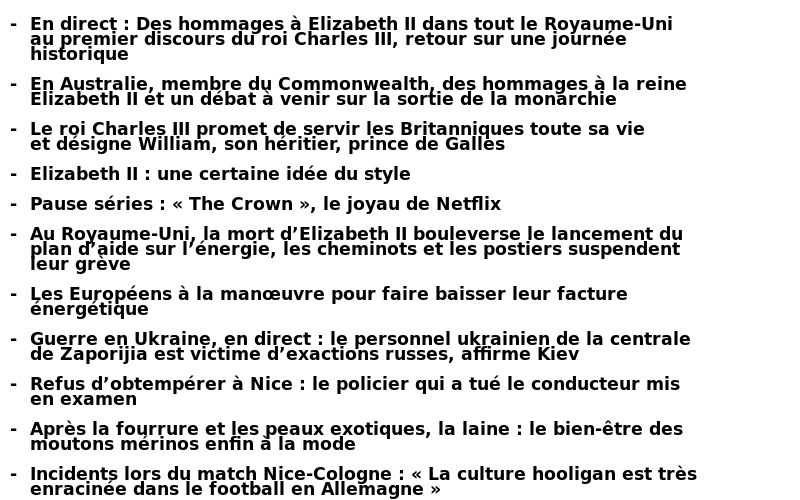 - En direct : Des hommages à Elizabeth II dans tout le Royaume-Uni
au premier discours du roi Charles III, retour sur une journée
historique
- En Australie, membre du Commonwealth, des hommages à la reine
Elizabeth II et un débat à venir sur la sortie de la monarchie
- Le roi Charles III promet de servir les Britanniques toute sa vie
et désigne William, son héritier, prince de Galles
- Elizabeth II : une certaine idée du style
- Pause séries : « The Crown », le joyau de Netflix
- Au Royaume-Uni, la mort d’Elizabeth II bouleverse le lancement du
plan d’aide sur l’énergie, les cheminots et les postiers suspendent
leur grève
- Les Européens à la manœuvre pour faire baisser leur facture
énergétique
- Guerre en Ukraine, en direct : le personnel ukrainien de la centrale
de Zaporijia est victime d’exactions russes, affirme Kiev
- Refus d’obtempérer à Nice : le policier qui a tué le conducteur mis
en examen
- Après la fourrure et les peaux exotiques, la laine : le bien-être des
moutons mérinos enfin à la mode
- Incidents lors du match Nice-Cologne : « La culture hooligan est très
enracinée dans le football en Allemagne »